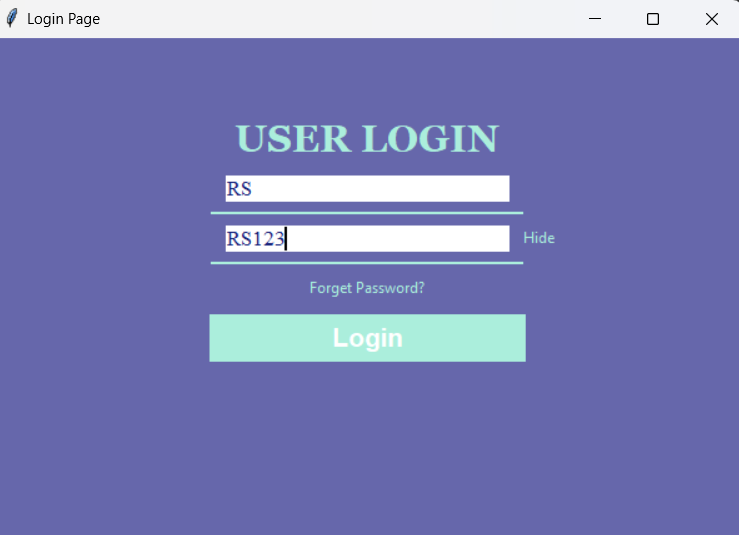 Login Page
USER LOGIN
RS
RS123
Hide
Forget Password?
Login